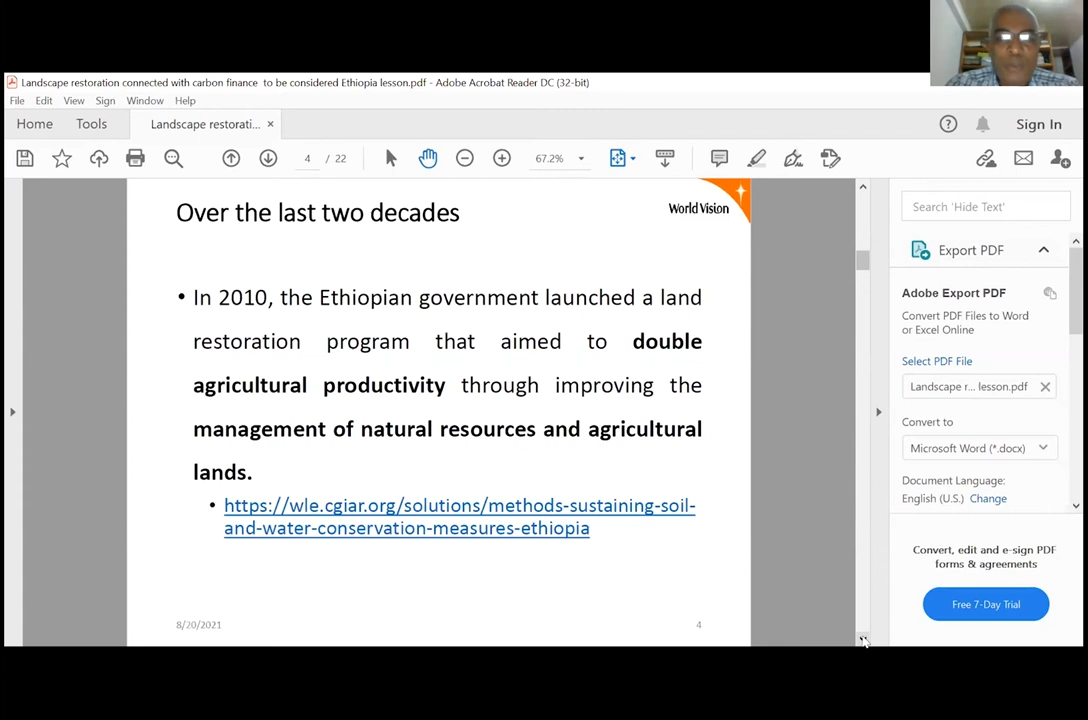 Landscape restoration connected with carbon finance  to be considered Ethiopia lesson.pdf - Adobe Acrobat Reader DC (32-bit)
File Edit View Sign Window Help
Home Tools Landscape restorati... × Sign In
4 / 22 67.2%
Over the last two decades
World Vision
• In 2010, the Ethiopian government launched a land
restoration program that aimed to double
agricultural productivity through improving the
management of natural resources and agricultural
lands.
• https://wle.cgiar.org/solutions/methods-sustaining-soil-
and-water-conservation-measures-ethiopia
8/20/2021 4
Search 'Hide Text'
Export PDF
Adobe Export PDF
Convert PDF Files to Word
or Excel Online
Select PDF File
Landscape r... lesson.pdf
Convert to
Microsoft Word (*.docx)
Document Language:
English (U.S.) Change
Convert, edit and e-sign PDF
forms & agreements
Free 7-Day Trial